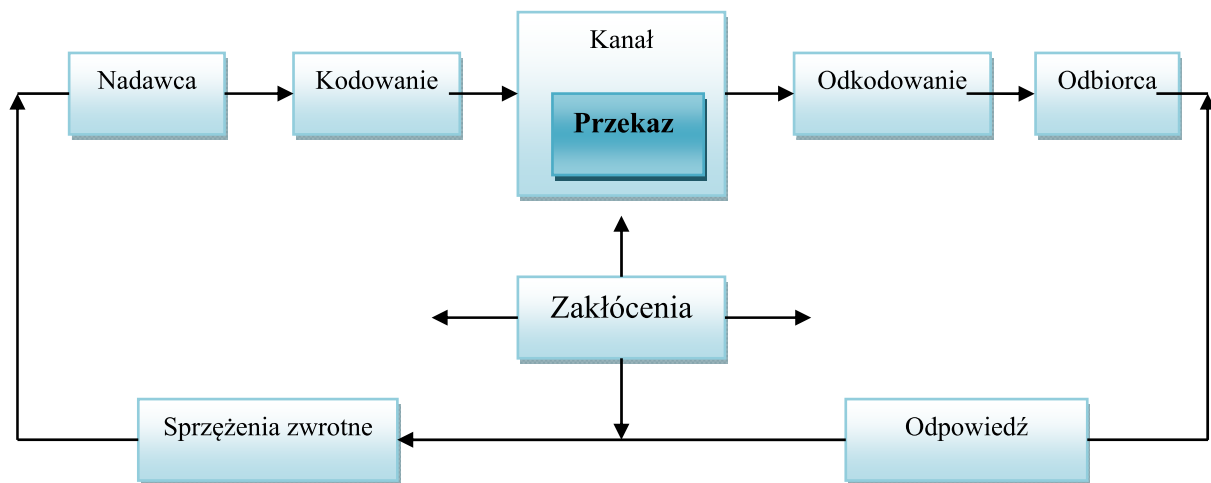 Nadawca
Kodowanie
Kanał
Przekaz
Odkodowanie
Odbiorca
Zakłócenia
Sprzężenia zwrotne
Odpowiedź